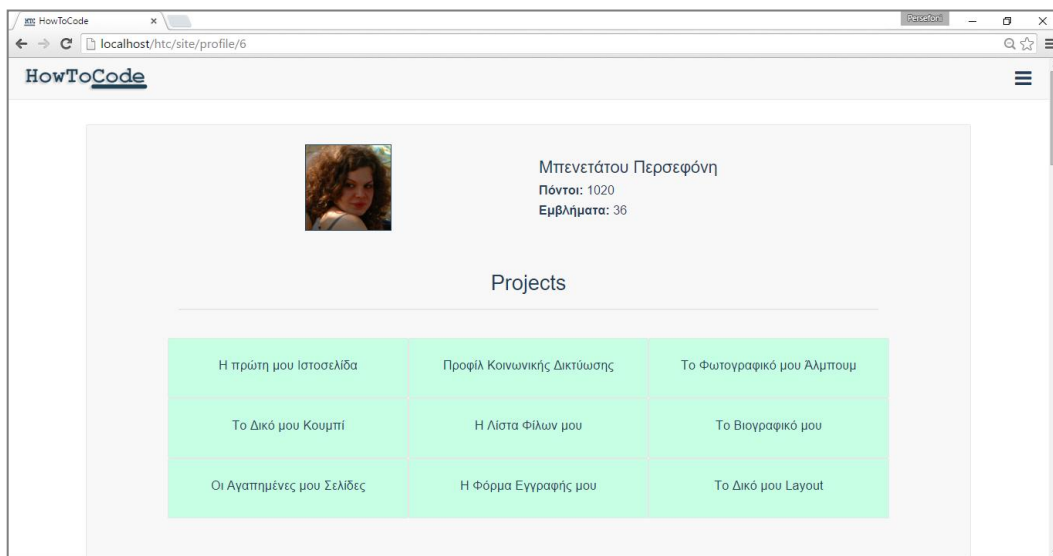 HTC HowToCode
Persefoni
localhost/htc/site/profile/6
HowToCode
Μπενετάτου Περσεφόνη
Πόντοι: 1020
Εμβλήματα: 36
Projects
Η πρώτη μου Ιστοσελίδα
Προφίλ Κοινωνικής Δικτύωσης
Το Φωτογραφικό μου Άλμπουμ
Το Δικό μου Κουμπί
Η Λίστα Φίλων μου
Το Βιογραφικό μου
Οι Αγαπημένες μου Σελίδες
Η Φόρμα Εγγραφής μου
Το Δικό μου Layout